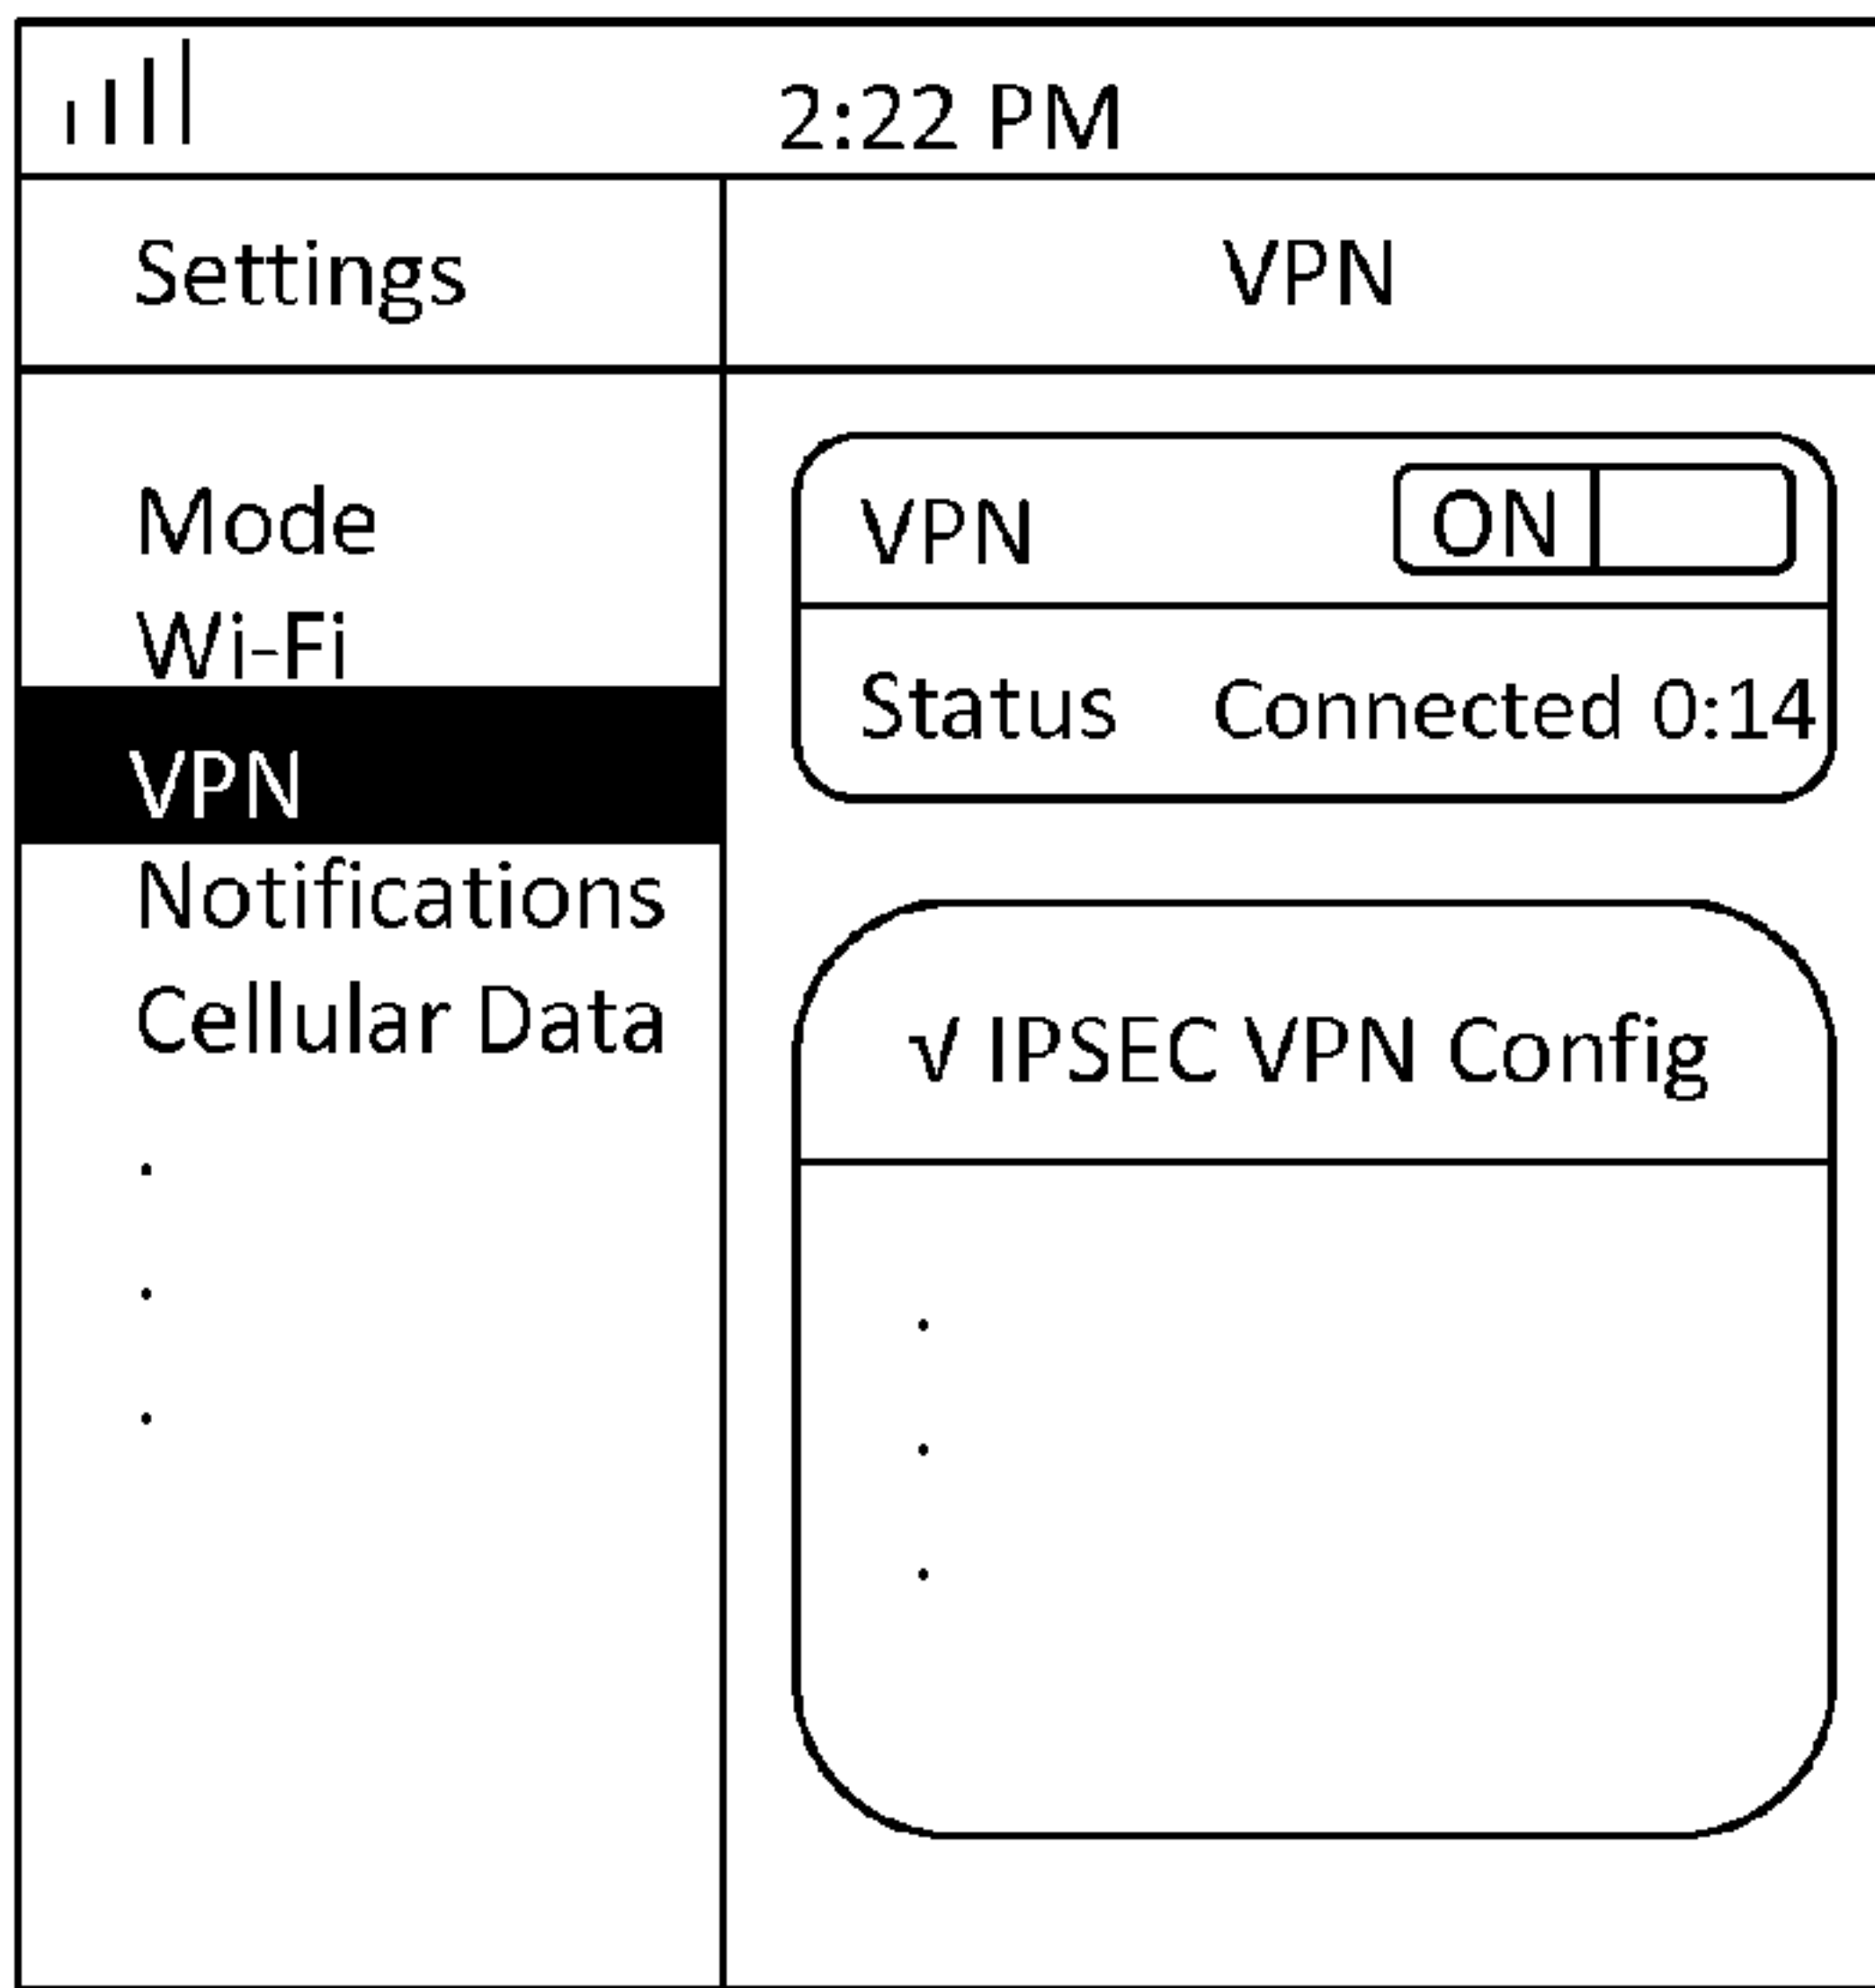 2:22 PM
Settings
VPN
Mode
Wi-Fi
VPN
Notifications
Cellular Data
.
.
.
VPN ON
Status Connected 0:14
√ IPSEC VPN Config
.
.
.